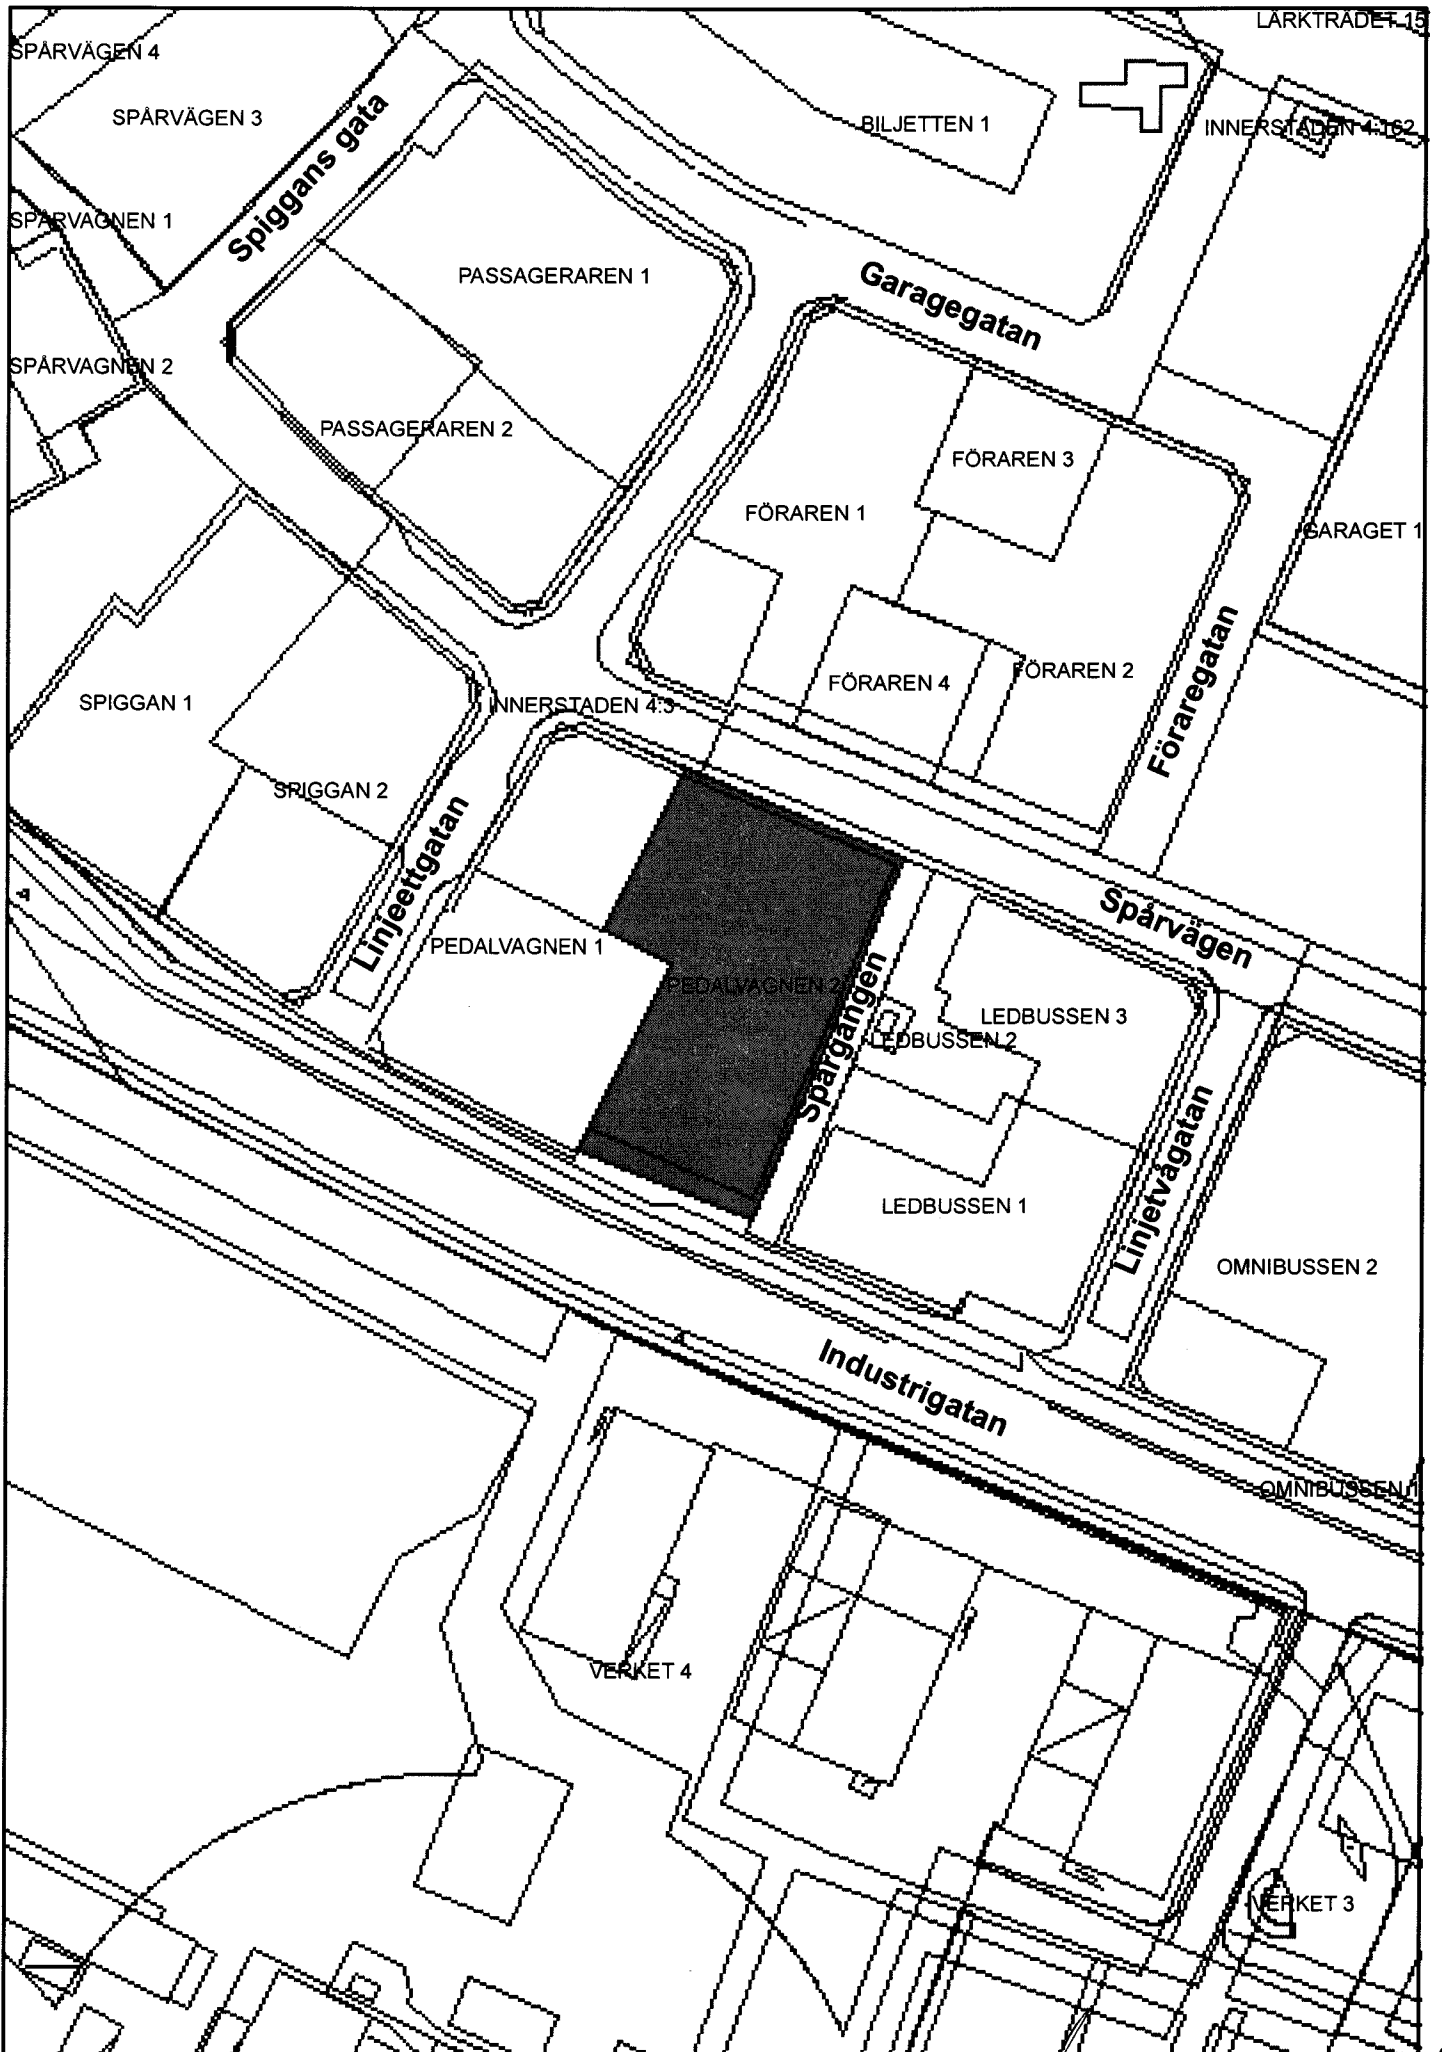 LÄRKTRÄDET 15
SPÅRVÄGEN 4
SPÅRVÄGEN 3
Spiggans gata
BILJETTEN 1
INNERSTADEN 4:162
SPÅRVAGNEN 1
PASSAGERAREN 1
Garagegatan
SPÅRVAGNEN 2
PASSAGERAREN 2
FÖRAREN 3
FÖRAREN 1
GARAGET 1
FÖRAREN 4
FÖRAREN 2
Föraregatan
SPIGGAN 1
INNERSTADEN 4:3
SPIGGAN 2
Linjeettgatan
Spårvägen
PEDALVAGNEN 1
PEDALVAGNEN 2
Spårgången
LEDBUSSEN 3
LEDBUSSEN 2
Linjetvågatan
LEDBUSSEN 1
OMNIBUSSEN 2
Industrigatan
OMNIBUSSEN 1
VERKET 4
VERKET 3